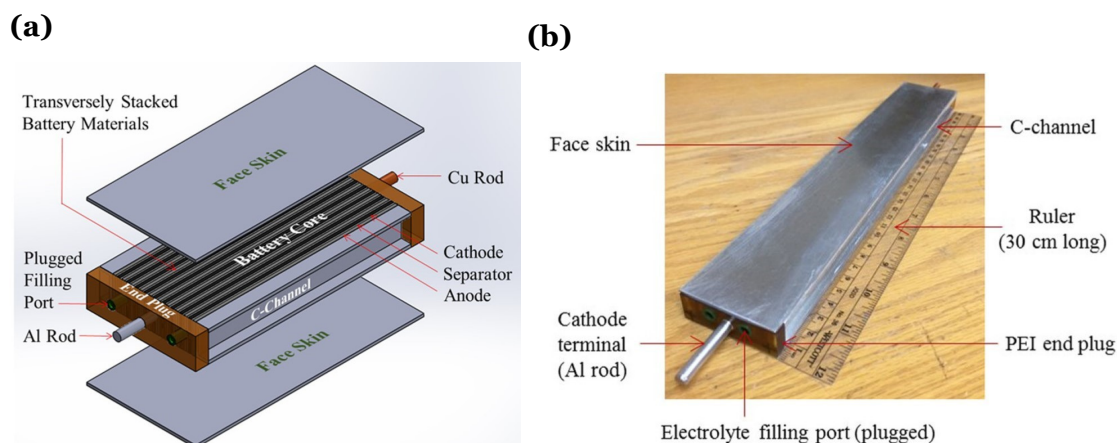 (a)
Transversely Stacked
Battery Materials
Face Skin
Cu Rod
Battery Core
Plugged
Filling
Port
End Plug
Cathode
Separator
Anode
C-Channel
Al Rod
Face Skin
(b)
Face skin
C-channel
Ruler
(30 cm long)
Cathode
terminal
(Al rod)
PEI end plug
Electrolyte filling port (plugged)
12